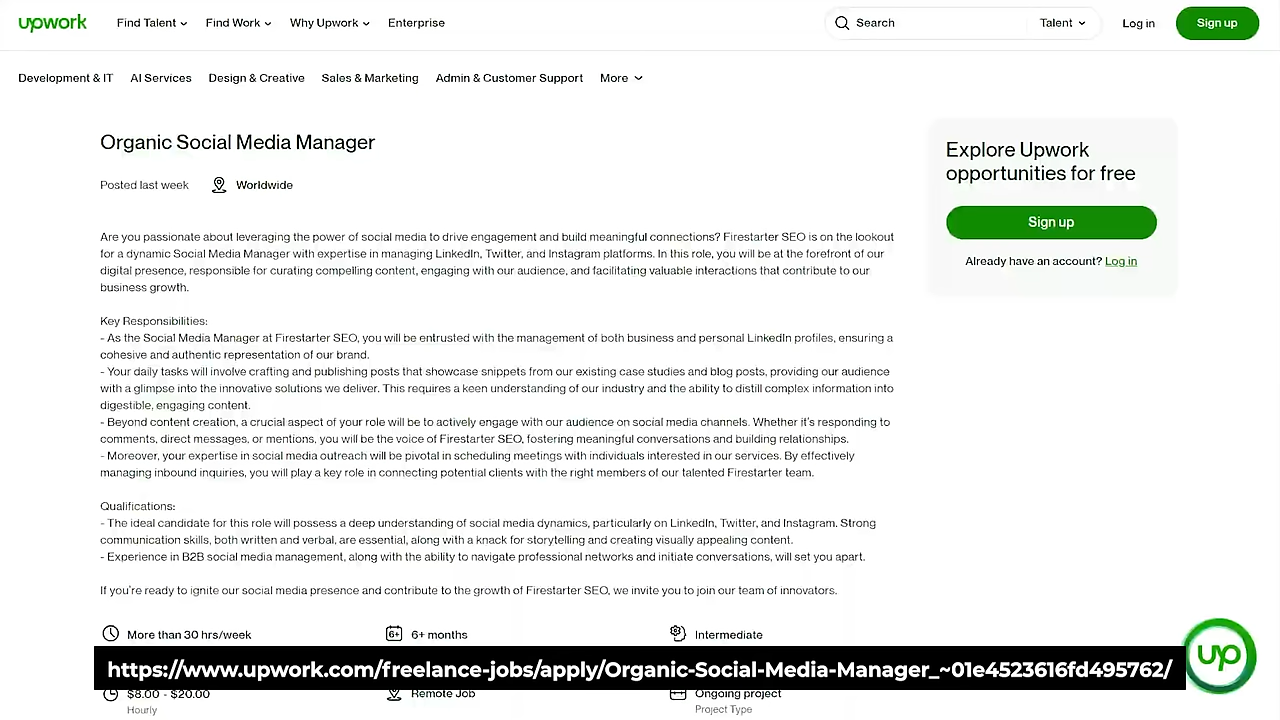 upwork Find Talent Find Work Why Upwork Enterprise Search Talent Log in Sign up
Development & IT AI Services Design & Creative Sales & Marketing Admin & Customer Support More
Organic Social Media Manager
Posted last week Worldwide
Are you passionate about leveraging the power of social media to drive engagement and build meaningful connections? Firestarter SEO is on the lookout
for a dynamic Social Media Manager with expertise in managing LinkedIn, Twitter, and Instagram platforms. In this role, you will be at the forefront of our
digital presence, responsible for curating compelling content, engaging with our audience, and facilitating valuable interactions that contribute to our
business growth.
Key Responsibilities:
- As the Social Media Manager at Firestarter SEO, you will be entrusted with the management of both business and personal LinkedIn profiles, ensuring a
cohesive and authentic representation of our brand.
- Your daily tasks will involve crafting and publishing posts that showcase snippets from our existing case studies and blog posts, providing our audience
with a glimpse into the innovative solutions we deliver. This requires a keen understanding of our industry and the ability to distill complex information into
digestible, engaging content.
- Beyond content creation, a crucial aspect of your role will be to actively engage with our audience on social media channels. Whether it's responding to
comments, direct messages, or mentions, you will be the voice of Firestarter SEO, fostering meaningful conversations and building relationships.
- Moreover, your expertise in social media outreach will be pivotal in scheduling meetings with individuals interested in our services. By effectively
managing inbound inquiries, you will play a key role in connecting potential clients with the right members of our talented Firestarter team.
Qualifications:
- The ideal candidate for this role will possess a deep understanding of social media dynamics, particularly on LinkedIn, Twitter, and Instagram. Strong
communication skills, both written and verbal, are essential, along with a knack for storytelling and creating visually appealing content.
- Experience in B2B social media management, along with the ability to navigate professional networks and initiate conversations, will set you apart.
If you're ready to ignite our social media presence and contribute to the growth of Firestarter SEO, we invite you to join our team of innovators.
More than 30 hrs/week 6+ 6+ months Intermediate
https://www.upwork.com/freelance-jobs/apply/Organic-Social-Media-Manager_~01e4523616fd495762/
$8.00 - $20.00 Remote Job Ongoing project
Hourly Project Type
Explore Upwork
opportunities for free
Sign up
Already have an account? Log in
up